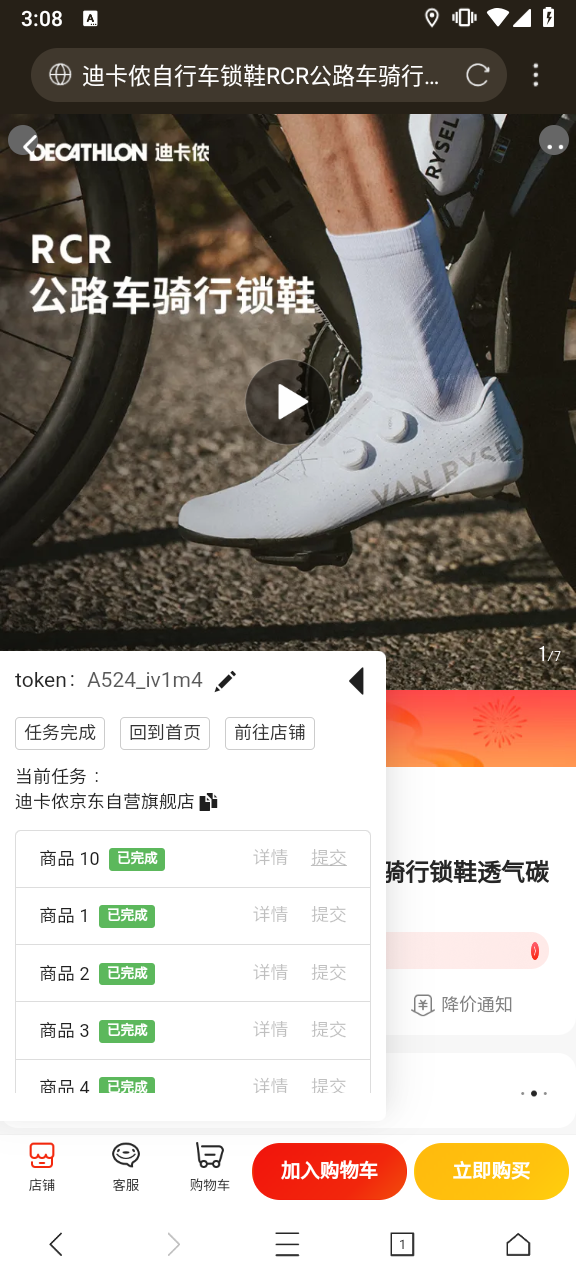 3:08
A
迪卡侬自行车锁鞋RCR公路车骑行...
DECATHLON 迪卡侬
RYSEL
RCR
公路车骑行锁鞋
VAN RYSEL
1/7
token: A524_iv1m4
任务完成 回到首页 前往店铺
当前任务：
迪卡侬京东自营旗舰店
骑行锁鞋透气碳
商品 10 已完成 详情 提交
商品 1 已完成 详情 提交
商品 2 已完成 详情 提交
降价通知
商品 3 已完成 详情 提交
商品 4 已完成 详情 提交
店铺 客服 购物车 加入购物车 立即购买
1